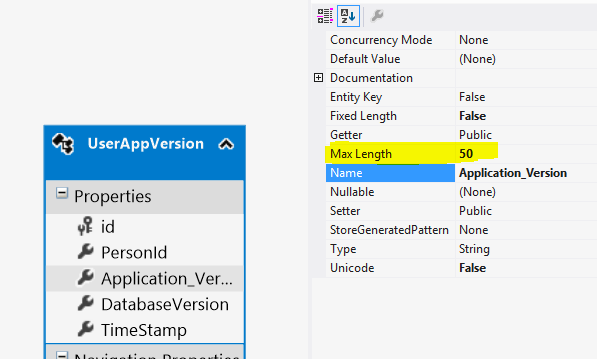 Concurrency Mode None
Default Value (None)
Documentation
Entity Key False
Fixed Length False
Getter Public
Max Length 50
Name Application_Version
Nullable (None)
Setter Public
StoreGeneratedPattern None
Type String
Unicode False
UserAppVersion
Properties
id
PersonId
Application_Ver...
DatabaseVersion
TimeStamp
Navigation Properties